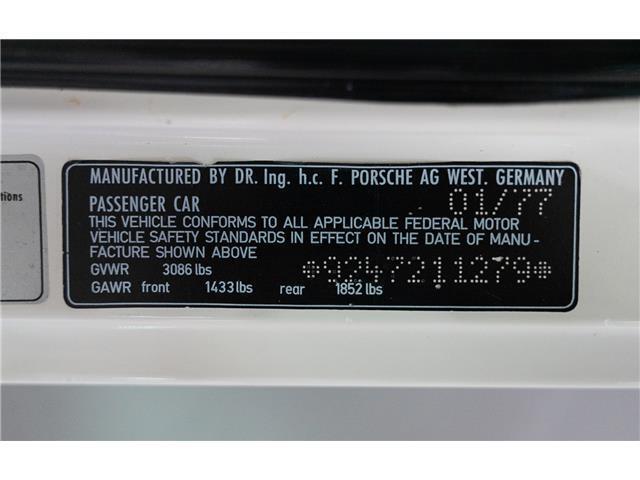 tions
MANUFACTURED BY DR. Ing. h.c. F. PORSCHE AG WEST. GERMANY
PASSENGER CAR 01/77
THIS VEHICLE CONFORMS TO ALL APPLICABLE FEDERAL MOTOR
VEHICLE SAFETY STANDARDS IN EFFECT ON THE DATE OF MANU-
FACTURE SHOWN ABOVE
GVWR 3086 lbs *9247211279*
GAWR front 1433 lbs rear 1852 lbs